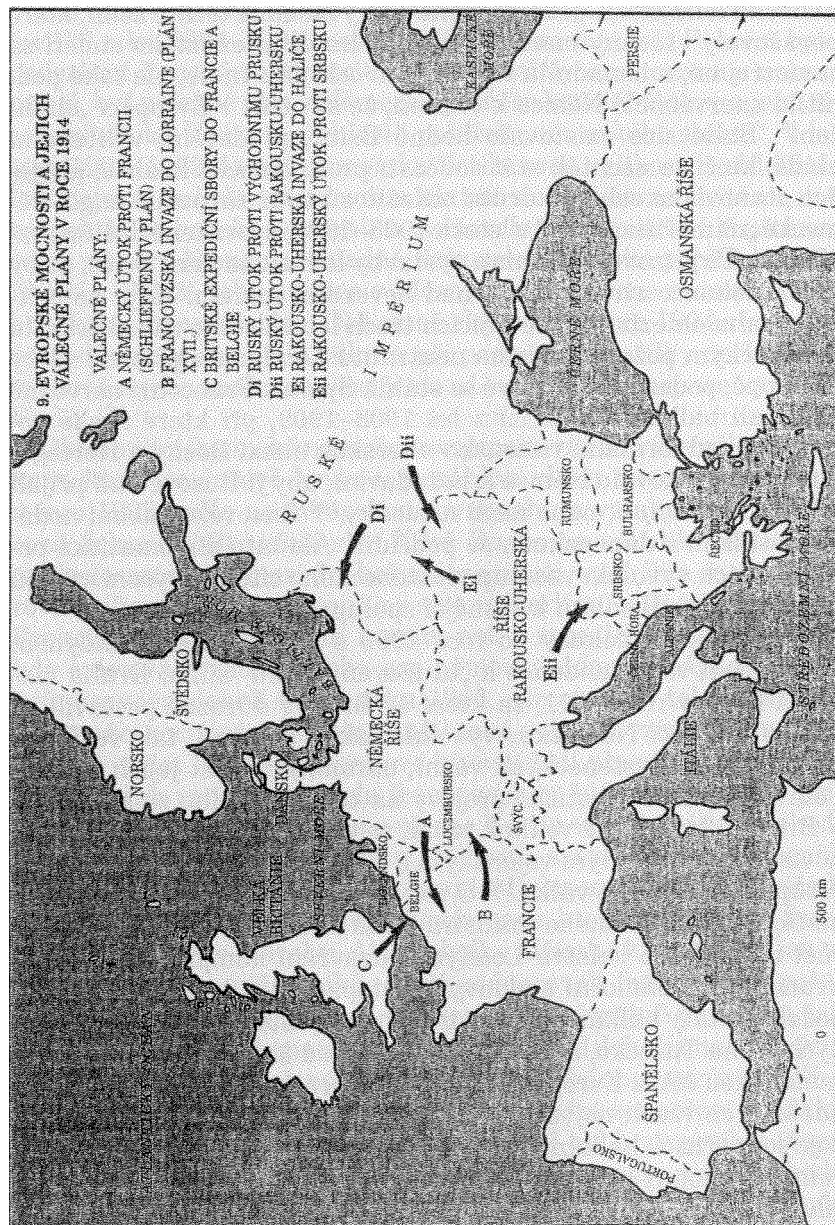 9. EVROPSKÉ MOCNOSTI A JEJICH
VÁLEČNÉ PLÁNY V ROCE 1914
VÁLEČNÉ PLÁNY:
A NĚMECKÝ ÚTOK PROTI FRANCII
(SCHLIEFFENŮV PLÁN)
B FRANCOUZSKÁ INVAZE DO LORRAINE (PLÁN
XVII.)
C BRITSKÉ EXPEDIČNÍ SBORY DO FRANCIE A
BELGIE
Di RUSKÝ ÚTOK PROTI VÝCHODNÍMU PRUSKU
Dii RUSKÝ ÚTOK PROTI RAKOUSKU-UHERSKU
Ei RAKOUSKO-UHERSKÁ INVAZE DO HALIČE
Eii RAKOUSKO-UHERSKÝ ÚTOK PROTI SRBSKU
ATLANTICKÝ OCEÁN
NORSKO
ŠVÉDSKO
RUSKÉ IMPÉRIUM
KASPICKÉ
MOŘE
VELKÁ
BRITÁNIE
SEVERNÍ MOŘE
DÁNSKO
BALTSKÉ MOŘE
Di
Dii
C
BELGIE
A
LUCEMBURSKO
NĚMECKÁ
ŘÍŠE
Ei
B
FRANCIE
ŠVÝC.
ŘÍŠE
RAKOUSKO-UHERSKÁ
RUMUNSKO
ČERNÉ MOŘE
PERSIE
Eii
SRBSKO
BULHARSKO
ČERNÁ HORA
ALBÁNIE
ŘECKO
OSMANSKÁ ŘÍŠE
PORTUGALSKO
ŠPANĚLSKO
ITÁLIE
STŘEDOZEMNÍ MOŘE
0
500 km